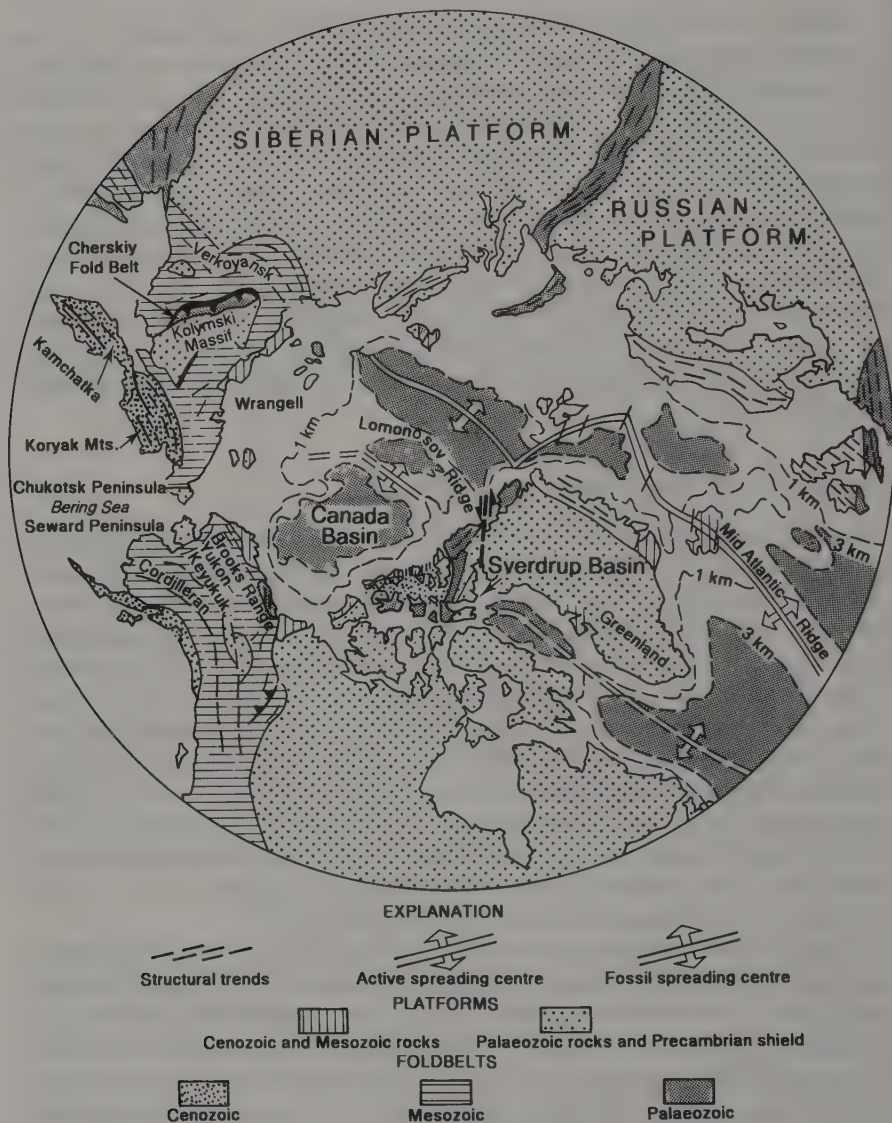 SIBERIAN PLATFORM
RUSSIAN
PLATFORM
Cherskiy
Fold Belt
Verkoyansk
Kolymski
Massif
Kamchatka
Wrangell
1 km
Lomonosov Ridge
Koryak Mts.
Chukotsk Peninsula
Bering Sea
Seward Peninsula
Canada
Basin
Brooks Range
Yukon
Keyukuk
Cordilleran
Sverdrup Basin
Greenland
Mid Atlantic Ridge
1 km
3 km
1 km
3 km
EXPLANATION
Structural trends
Active spreading centre
Fossil spreading centre
PLATFORMS
Cenozoic and Mesozoic rocks
Palaeozoic rocks and Precambrian shield
FOLDBELTS
Cenozoic
Mesozoic
Palaeozoic